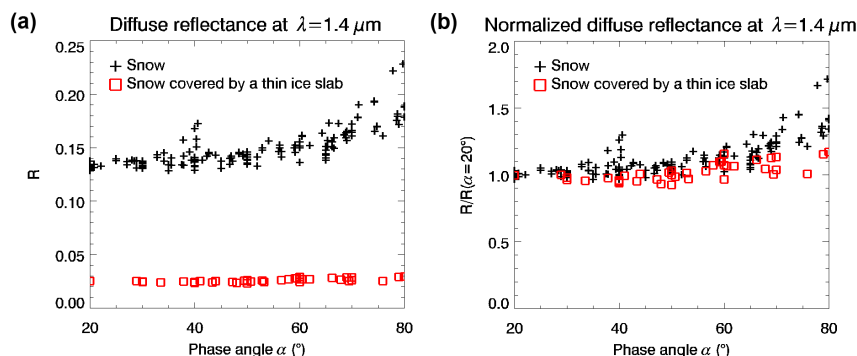 (a) Diffuse reflectance at λ=1.4 μm
0.25
0.20
0.15
0.10
0.05
0.00
R
+ Snow
□ Snow covered by a thin ice slab
20 40 60 80
Phase angle α (°)
(b) Normalized diffuse reflectance at λ=1.4 μm
2.0
1.5
1.0
0.5
0.0
R/R(α=20°)
+ Snow
□ Snow covered by a thin ice slab
20 40 60 80
Phase angle α (°)